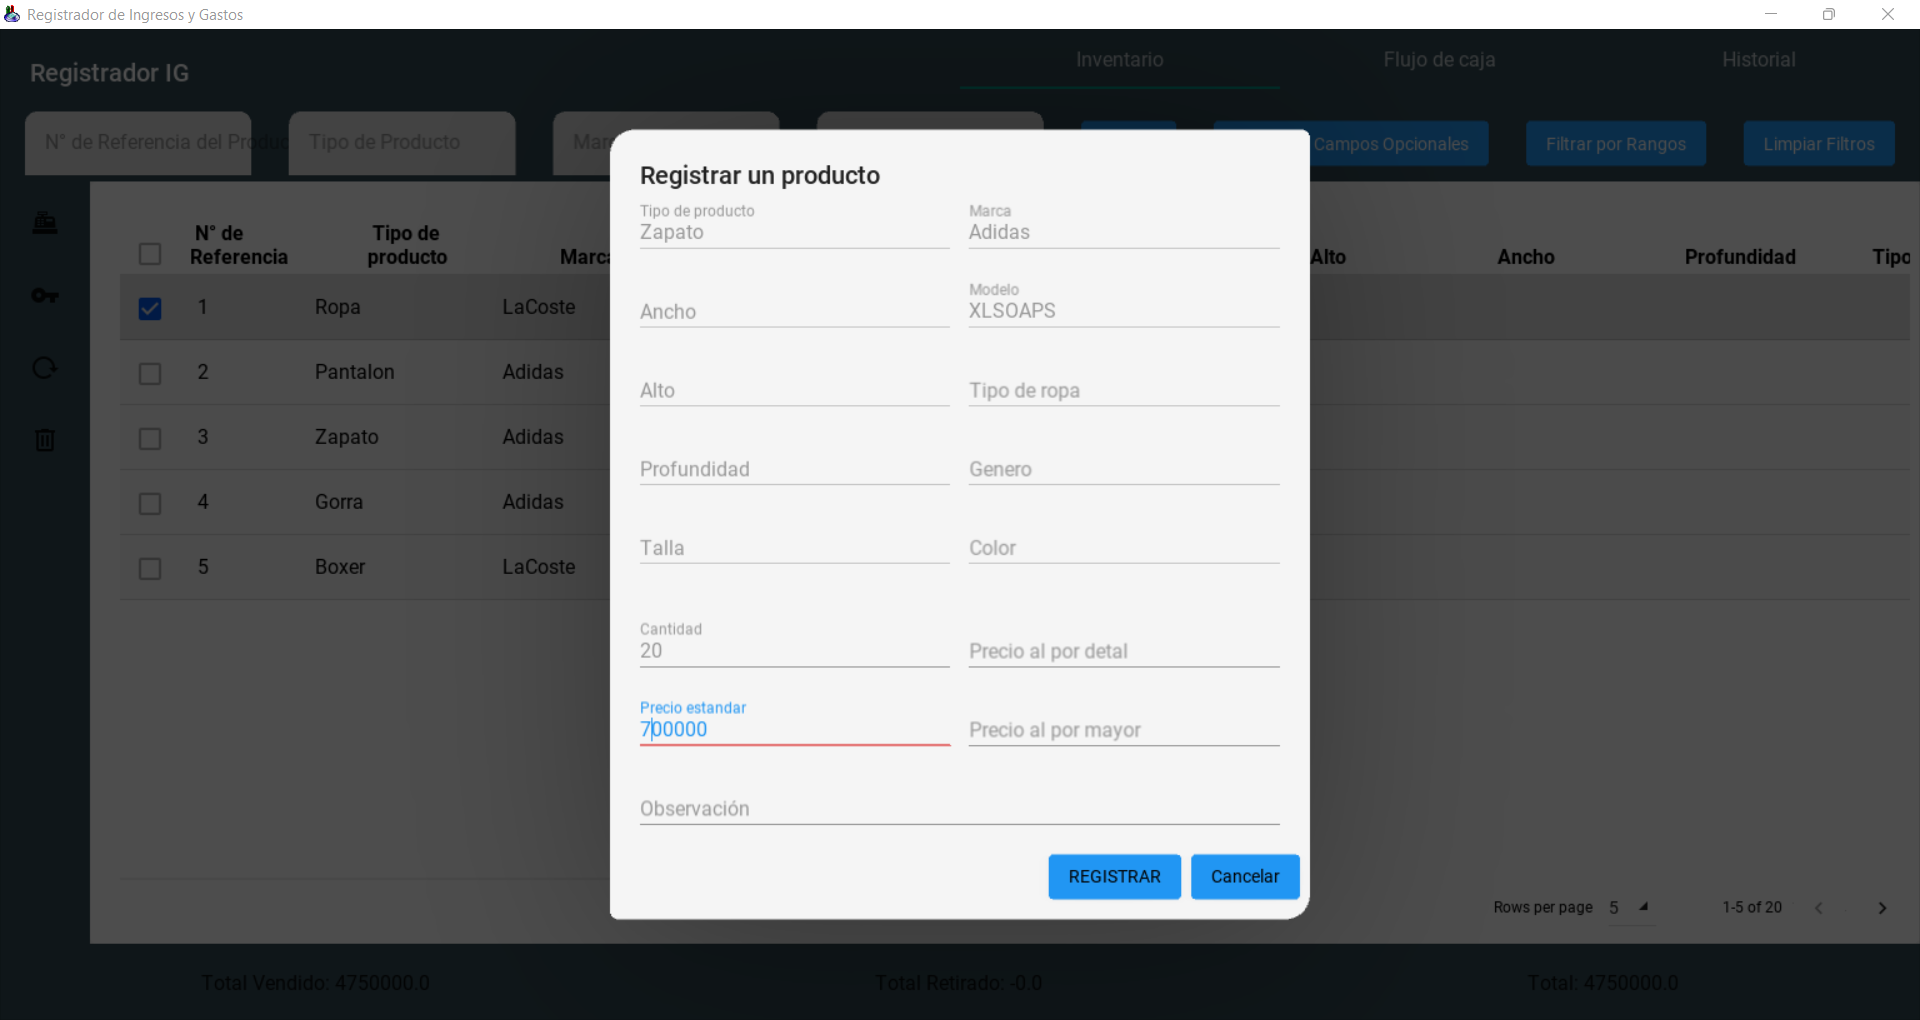 Registrador de Ingresos y Gastos
Registrador IG
Inventario
Flujo de caja
Historial
N° de Referencia del
Tipo de Producto
Campos Opcionales
Filtrar por Rangos
Limpiar Filtros
N° de Referencia
Tipo de producto
Alto
Ancho
Profundidad
Tipo
1 Ropa LaCoste
2 Pantalon Adidas
3 Zapato Adidas
4 Gorra Adidas
5 Boxer LaCoste
Registrar un producto
Tipo de producto
Zapato
Marca
Adidas
Ancho
Modelo
XLSOAPS
Alto
Tipo de ropa
Profundidad
Genero
Talla
Color
Cantidad
20
Precio al por detal
Precio estandar
700000
Precio al por mayor
Observación
REGISTRAR
Cancelar
Rows per page 5
1-5 of 20
Total Vendido: 4750000.0
Total Retirado: -0.0
Total: 4750000.0